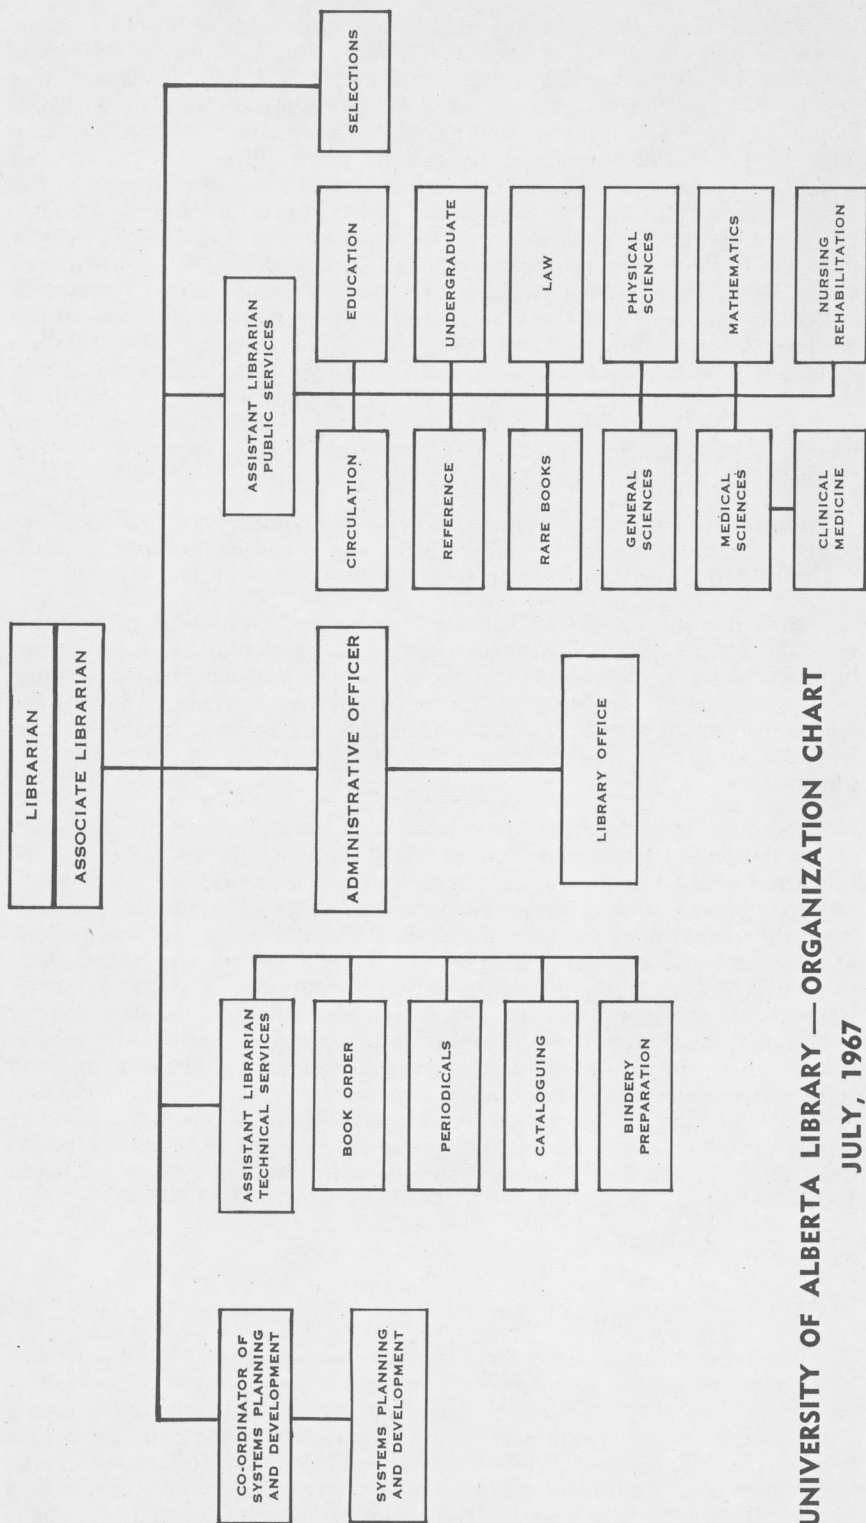 LIBRARIAN
ASSOCIATE LIBRARIAN
CO-ORDINATOR OF
SYSTEMS PLANNING
AND DEVELOPMENT
SYSTEMS PLANNING
AND DEVELOPMENT
ASSISTANT LIBRARIAN
TECHNICAL SERVICES
BOOK ORDER
PERIODICALS
CATALOGUING
BINDERY
PREPARATION
ADMINISTRATIVE OFFICER
LIBRARY OFFICE
ASSISTANT LIBRARIAN
PUBLIC SERVICES
CIRCULATION
EDUCATION
REFERENCE
UNDERGRADUATE
RARE BOOKS
LAW
GENERAL
SCIENCES
PHYSICAL
SCIENCES
MEDICAL
SCIENCES
MATHEMATICS
CLINICAL
MEDICINE
NURSING
REHABILITATION
SELECTIONS
UNIVERSITY OF ALBERTA LIBRARY — ORGANIZATION CHART
JULY, 1967